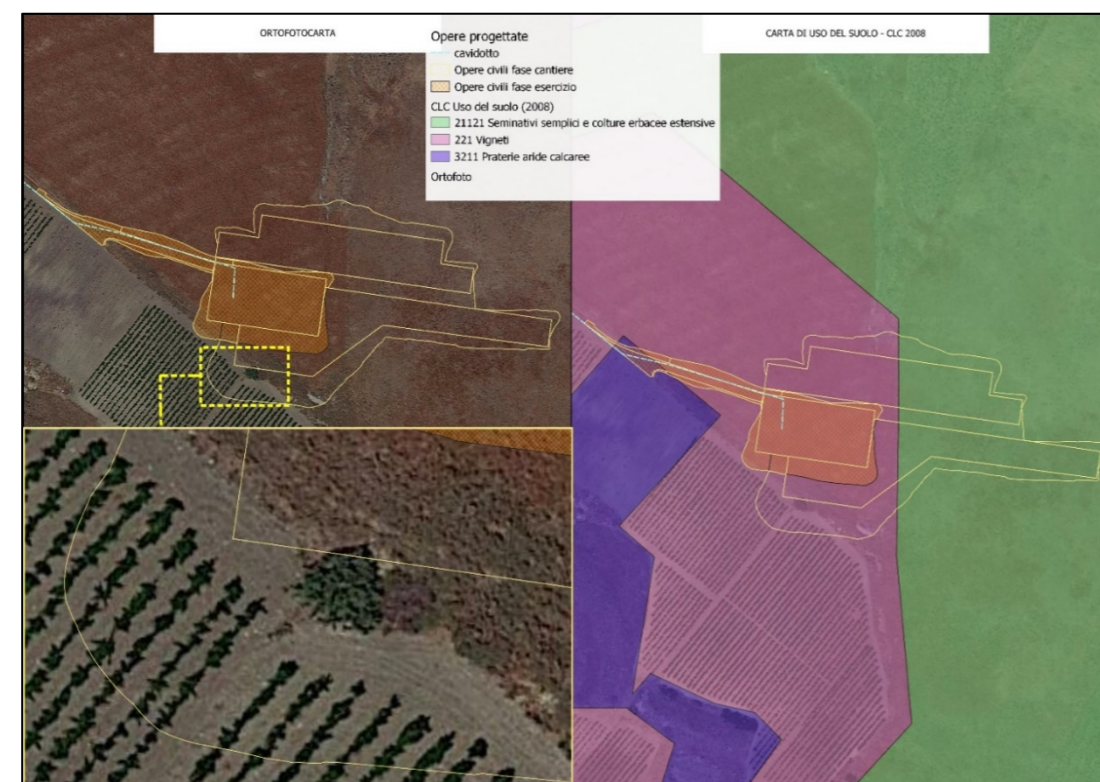 ORTOFOTOCARTA
Opere progettate
cavidotto
Opere civili fase cantiere
Opere civili fase esercizio
CLC Uso del suolo (2008)
21121 Seminativi semplici e colture erbacee estensive
221 Vigneti
3211 Praterie aride calcaree
Ortofoto
CARTA DI USO DEL SUOLO - CLC 2008